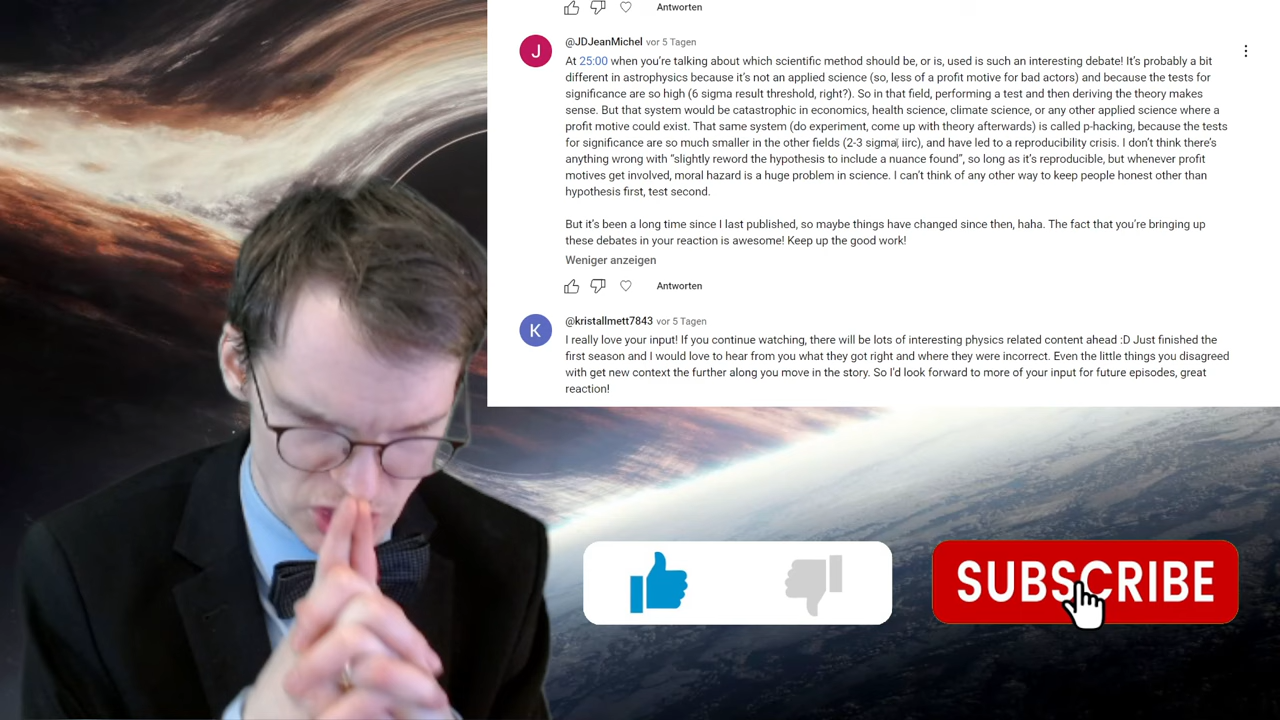 Antworten
J
@JDJeanMichel vor 5 Tagen
At 25:00 when you're talking about which scientific method should be, or is, used is such an interesting debate! It's probably a bit
different in astrophysics because it's not an applied science (so, less of a profit motive for bad actors) and because the tests for
significance are so high (6 sigma result threshold, right?). So in that field, performing a test and then deriving the theory makes
sense. But that system would be catastrophic in economics, health science, climate science, or any other applied science where a
profit motive could exist. That same system (do experiment, come up with theory afterwards) is called p-hacking, because the tests
for significance are so much smaller in the other fields (2-3 sigma, iirc), and have led to a reproducibility crisis. I don't think there's
anything wrong with “slightly reword the hypothesis to include a nuance found”, so long as it's reproducible, but whenever profit
motives get involved, moral hazard is a huge problem in science. I can't think of any other way to keep people honest other than
hypothesis first, test second.
But it's been a long time since I last published, so maybe things have changed since then, haha. The fact that you're bringing up
these debates in your reaction is awesome! Keep up the good work!
Weniger anzeigen
Antworten
K
@kristallmett7843 vor 5 Tagen
I really love your input! If you continue watching, there will be lots of interesting physics related content ahead :D Just finished the
first season and I would love to hear from you what they got right and where they were incorrect. Even the little things you disagreed
with get new context the further along you move in the story. So I'd look forward to more of your input for future episodes, great
reaction!
SUBSCRIBE